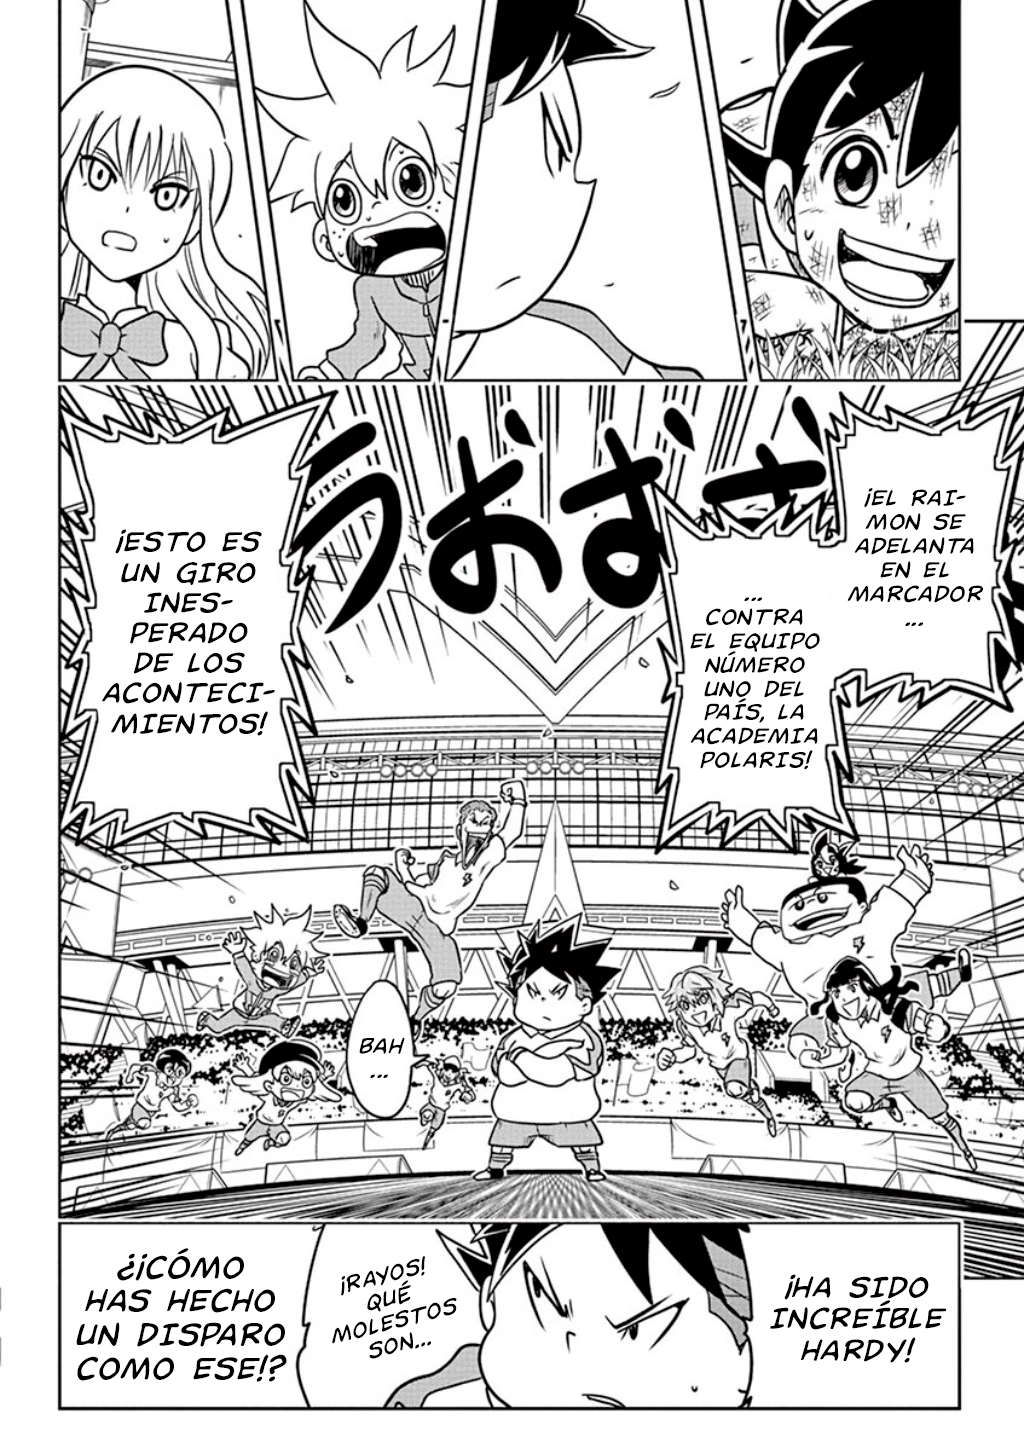 ¡EL RAI-
MON SE
ADELANTA
EN EL
MARCADOR
...
...
CONTRA
EL EQUIPO
NÚMERO
UNO DEL
PAÍS, LA
ACADEMIA
POLARIS!
うおおおお
¡ESTO ES
UN GIRO
INES-
PERADO
DE LOS
ACONTECI-
MIENTOS!
BAH
...
¡HA SIDO
INCREÍBLE
HARDY!
¡RAYOS!
QUÉ
MOLESTOS
SON...
¿¡CÓMO
HAS HECHO
UN DISPARO
COMO ESE!?